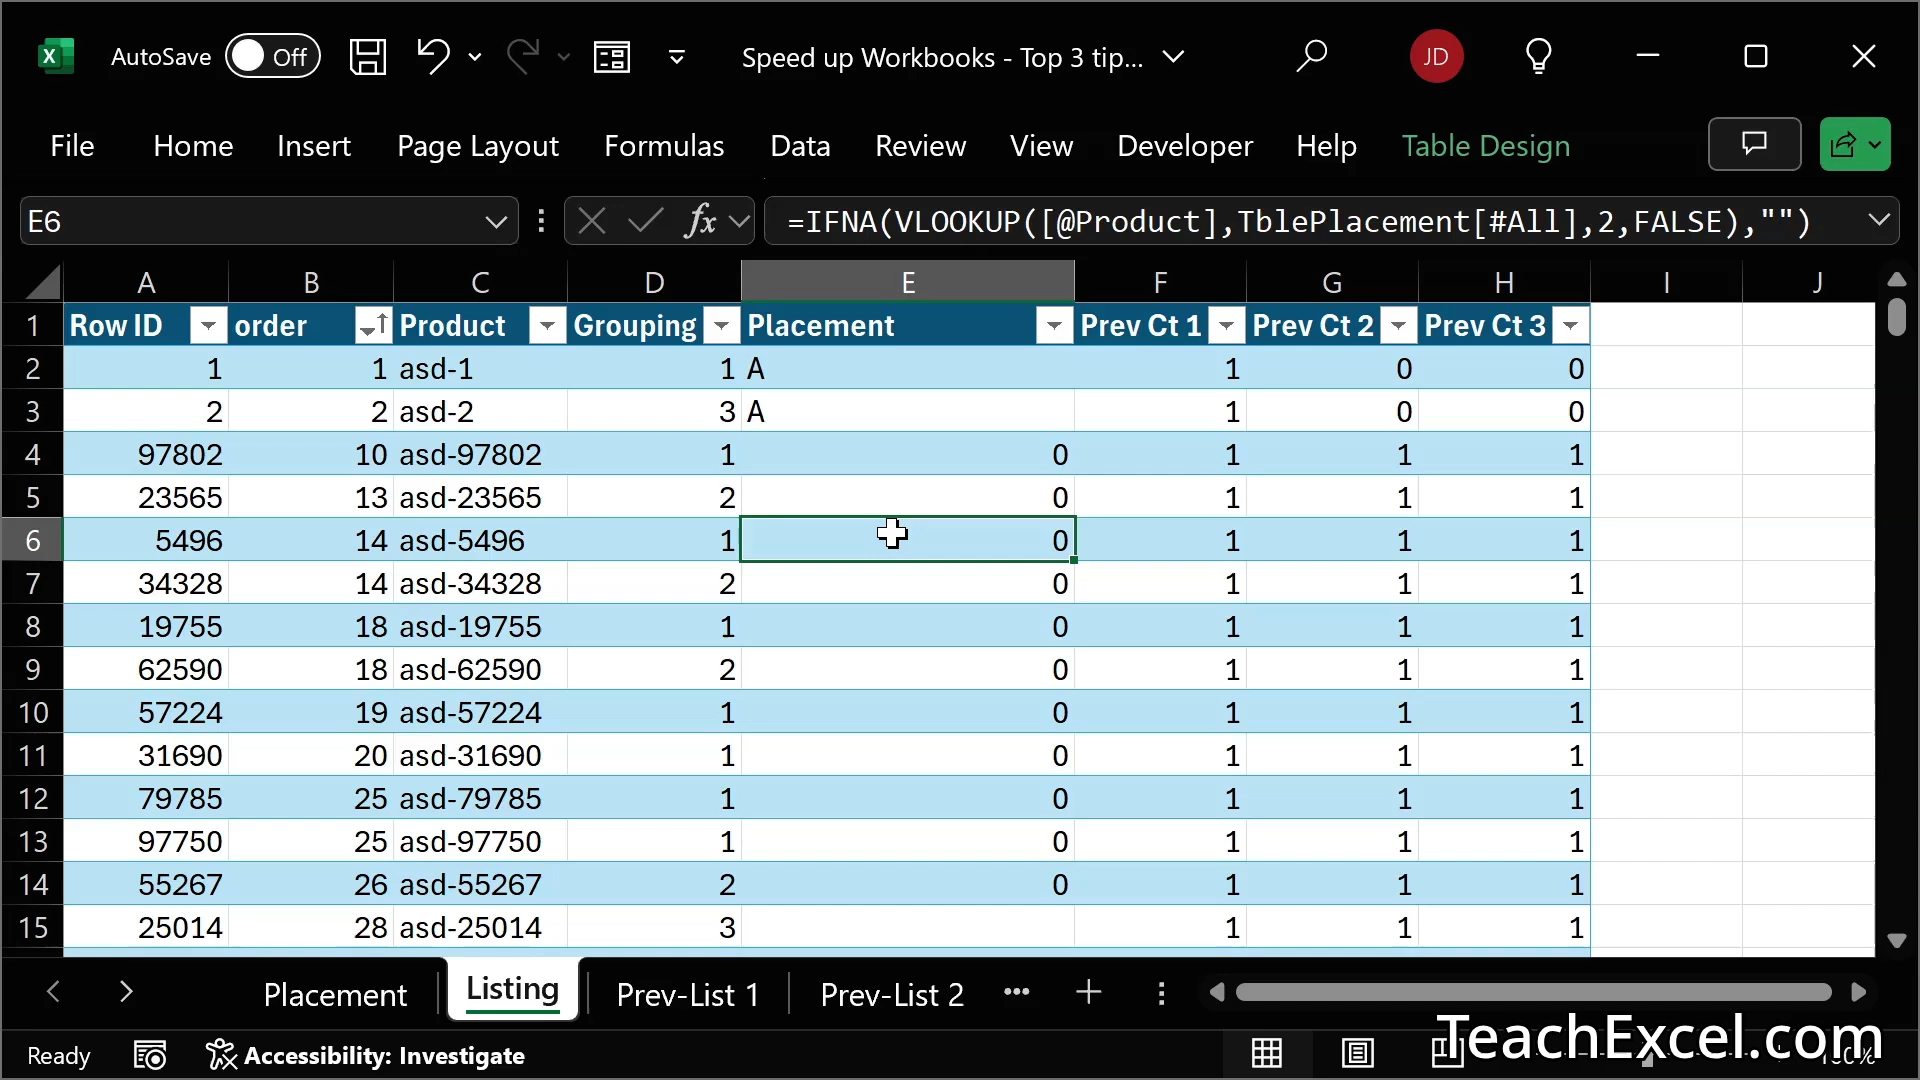 AutoSave Off Speed up Workbooks - Top 3 tip... JD
File Home Insert Page Layout Formulas Data Review View Developer Help Table Design
E6 fx =IFNA(VLOOKUP([@Product],TblePlacement[#All],2,FALSE),"")
A B C D E F G H I J
1 Row ID order Product Grouping Placement Prev Ct 1 Prev Ct 2 Prev Ct 3
2 1 1 asd-1 1 A 1 0 0
3 2 2 asd-2 3 A 1 0 0
4 97802 10 asd-97802 1 0 1 1 1
5 23565 13 asd-23565 2 0 1 1 1
6 5496 14 asd-5496 1 0 1 1 1
7 34328 14 asd-34328 2 0 1 1 1
8 19755 18 asd-19755 1 0 1 1 1
9 62590 18 asd-62590 2 0 1 1 1
10 57224 19 asd-57224 1 0 1 1 1
11 31690 20 asd-31690 1 0 1 1 1
12 79785 25 asd-79785 1 0 1 1 1
13 97750 25 asd-97750 1 0 1 1 1
14 55267 26 asd-55267 2 0 1 1 1
15 25014 28 asd-25014 3 1 1 1
Placement Listing Prev-List 1 Prev-List 2 ...
Ready Accessibility: Investigate
TeachExcel.com